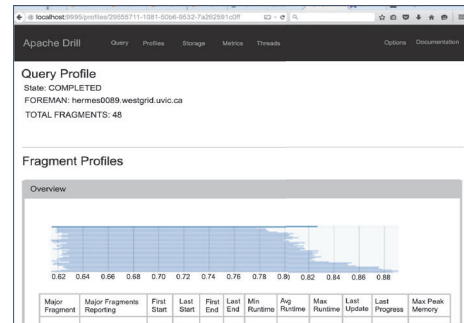 localhost:9995/profiles/29555711-1081-50b6-9532-7a262591c0ff
Apache Drill Query Profiles Storage Metrics Threads Options Documentation
Query Profile
State: COMPLETED
FOREMAN: hermes0089.westgrid.uvic.ca
TOTAL FRAGMENTS: 48
Fragment Profiles
Overview
0.62 0.64 0.66 0.68 0.70 0.72 0.74 0.76 0.78 0.80 0.82 0.84 0.86 0.88
Major Major Fragments First Last First Last Min Avg Max Last Last Max Peak
Fragment Reporting Start Start End End Runtime Runtime Runtime Update Progress Memory